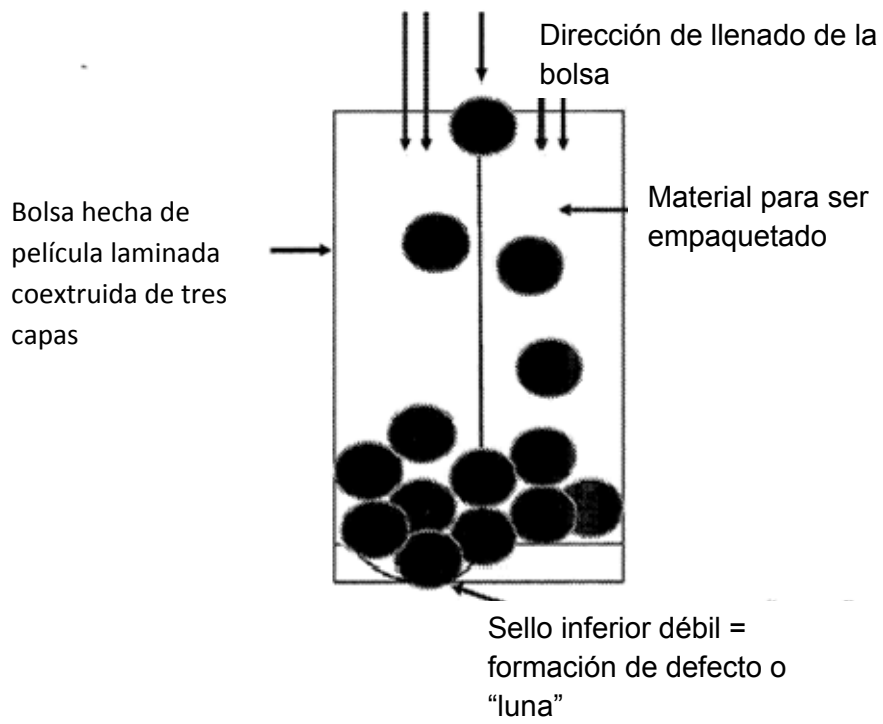 Dirección de llenado de la
bolsa
Bolsa hecha de
película laminada
coextruida de tres
capas
Material para ser
empaquetado
Sello inferior débil =
formación de defecto o
“luna”